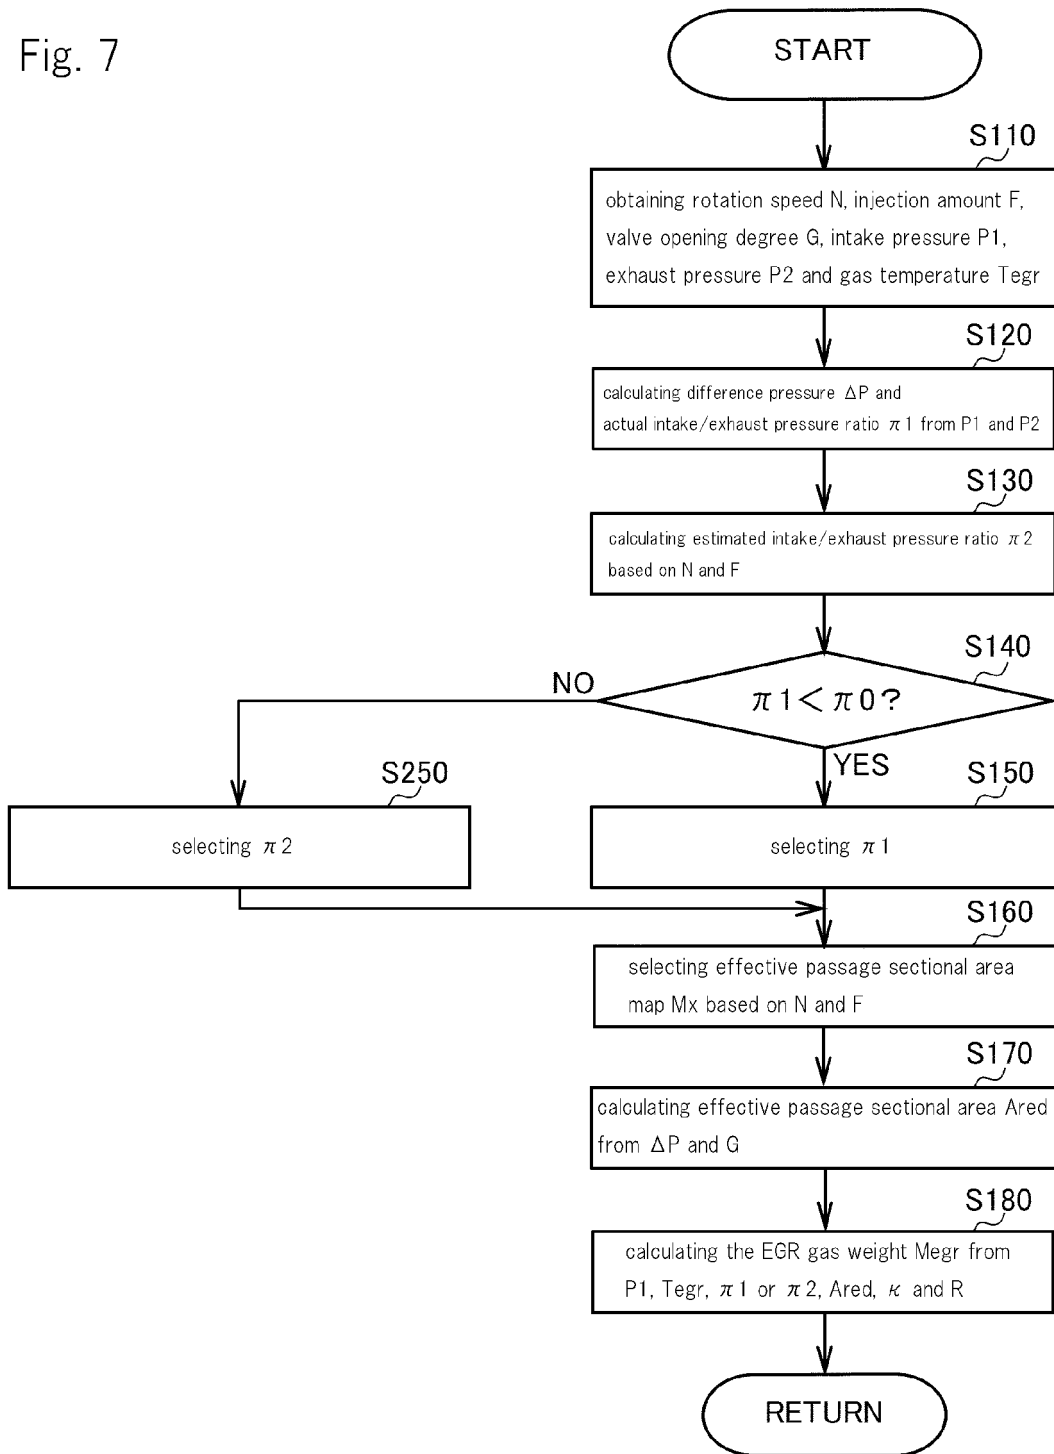 Fig. 7
START
S110
obtaining rotation speed N, injection amount F,
valve opening degree G, intake pressure P1,
exhaust pressure P2 and gas temperature Tegr
S120
calculating difference pressure ΔP and
actual intake/exhaust pressure ratio π1 from P1 and P2
S130
calculating estimated intake/exhaust pressure ratio π2
based on N and F
S140
π1<π0?
NO
YES
S250
selecting π2
S150
selecting π1
S160
selecting effective passage sectional area
map Mx based on N and F
S170
calculating effective passage sectional area Ared
from ΔP and G
S180
calculating the EGR gas weight Megr from
P1, Tegr, π1 or π2, Ared, κ and R
RETURN